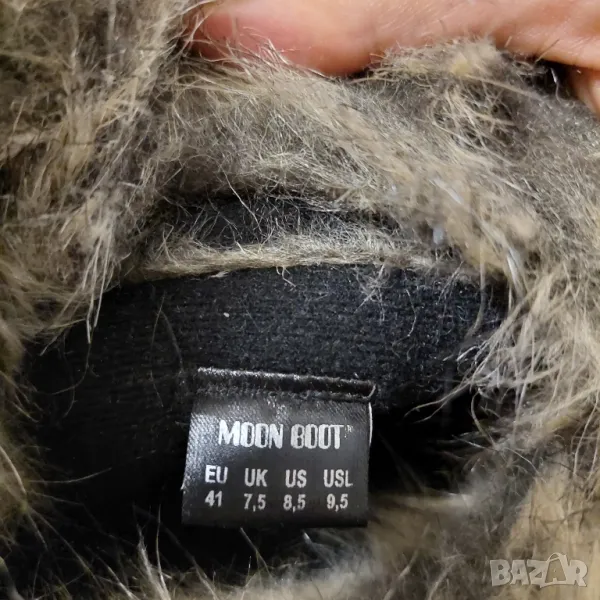 MOON BOOT
EU UK US USL
41 7,5 8,5 9,5
BAZAR